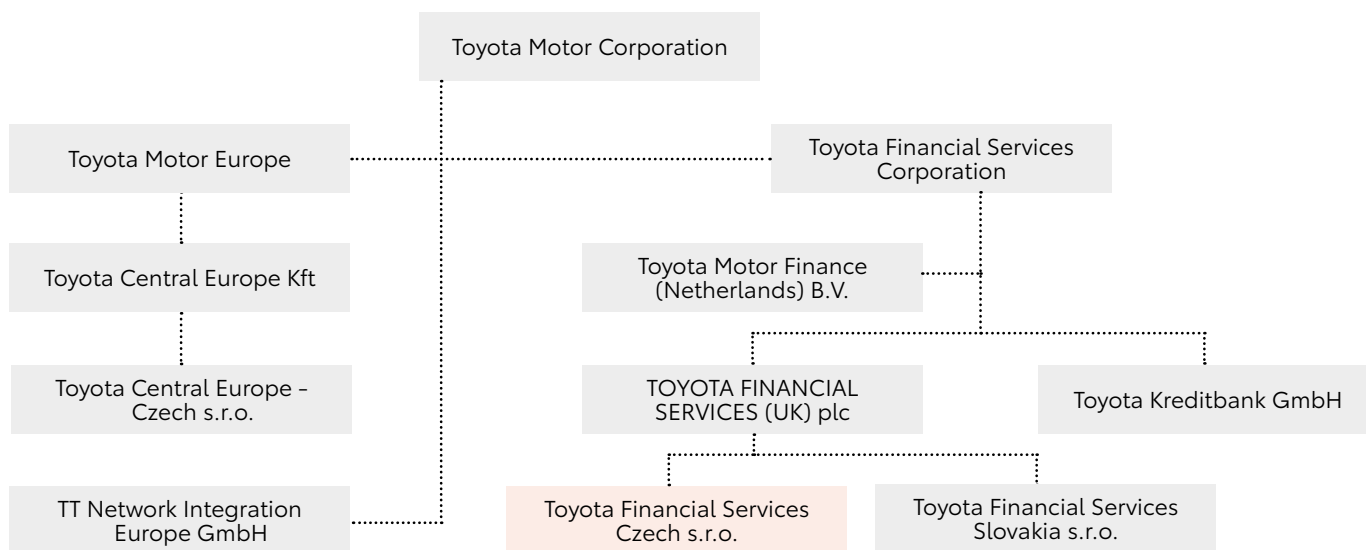 Toyota Motor Corporation
Toyota Motor Europe
Toyota Financial Services
Corporation
Toyota Central Europe Kft
Toyota Motor Finance
(Netherlands) B.V.
Toyota Central Europe -
Czech s.r.o.
TOYOTA FINANCIAL
SERVICES (UK) plc
Toyota Kreditbank GmbH
TT Network Integration
Europe GmbH
Toyota Financial Services
Czech s.r.o.
Toyota Financial Services
Slovakia s.r.o.